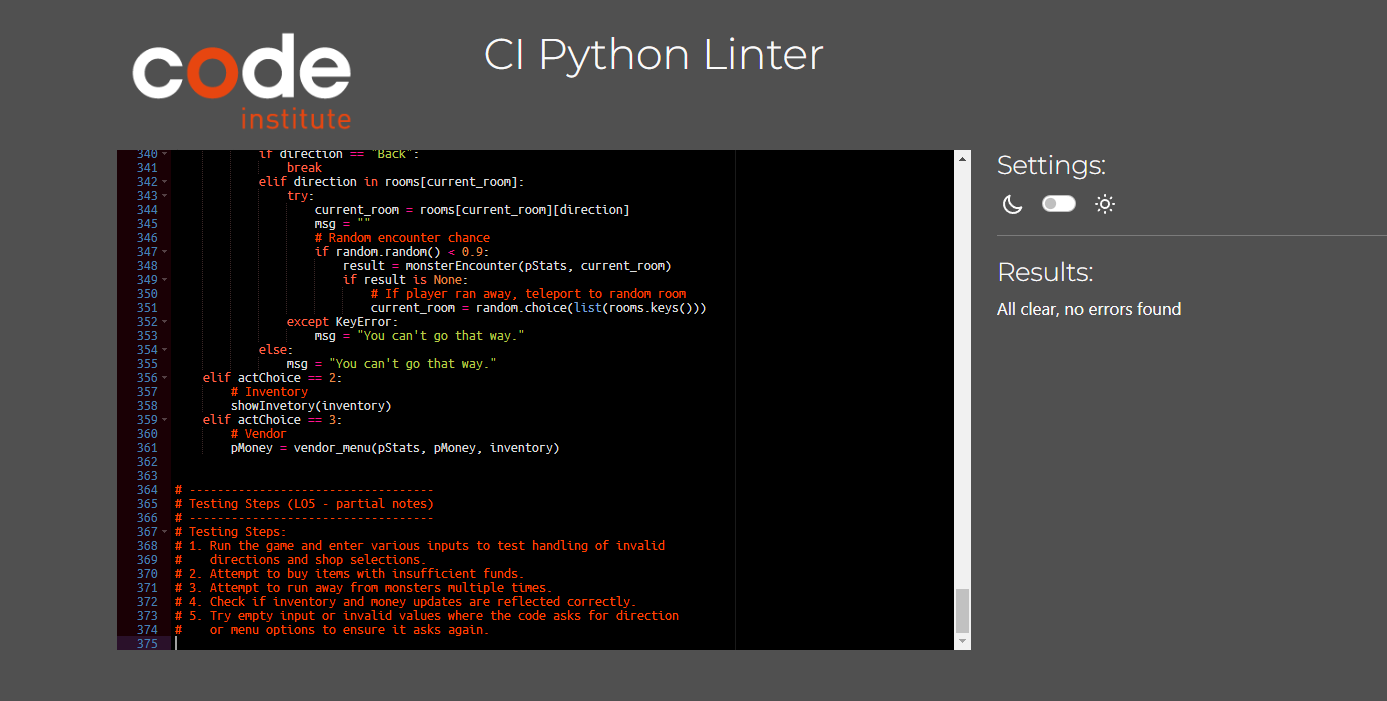 code
institute
CI Python Linter
340 if direction == "Back":
341 break
342 elif direction in rooms[current_room]:
343 try:
344 current_room = rooms[current_room][direction]
345 msg = ""
346 # Random encounter chance
347 if random.random() < 0.9:
348 result = monsterEncounter(pStats, current_room)
349 if result is None:
350 # If player ran away, teleport to random room
351 current_room = random.choice(list(rooms.keys()))
352 except KeyError:
353 msg = "You can't go that way."
354 else:
355 msg = "You can't go that way."
356 elif actChoice == 2:
357 # Inventory
358 showInvetory(inventory)
359 elif actChoice == 3:
360 # Vendor
361 pMoney = vendor_menu(pStats, pMoney, inventory)
362
363
364 # -----------------------------------
365 # Testing Steps (LO5 - partial notes)
366 # -----------------------------------
367 # Testing Steps:
368 # 1. Run the game and enter various inputs to test handling of invalid
369 # directions and shop selections.
370 # 2. Attempt to buy items with insufficient funds.
371 # 3. Attempt to run away from monsters multiple times.
372 # 4. Check if inventory and money updates are reflected correctly.
373 # 5. Try empty input or invalid values where the code asks for direction
374 # or menu options to ensure it asks again.
375
Settings:
Results:
All clear, no errors found